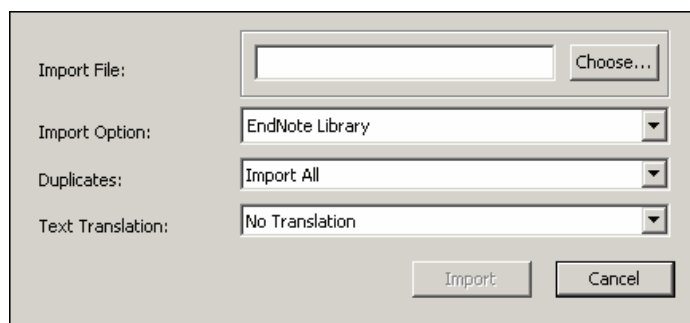 Import File:
Choose...
Import Option:
EndNote Library
Duplicates:
Import All
Text Translation:
No Translation
Import
Cancel